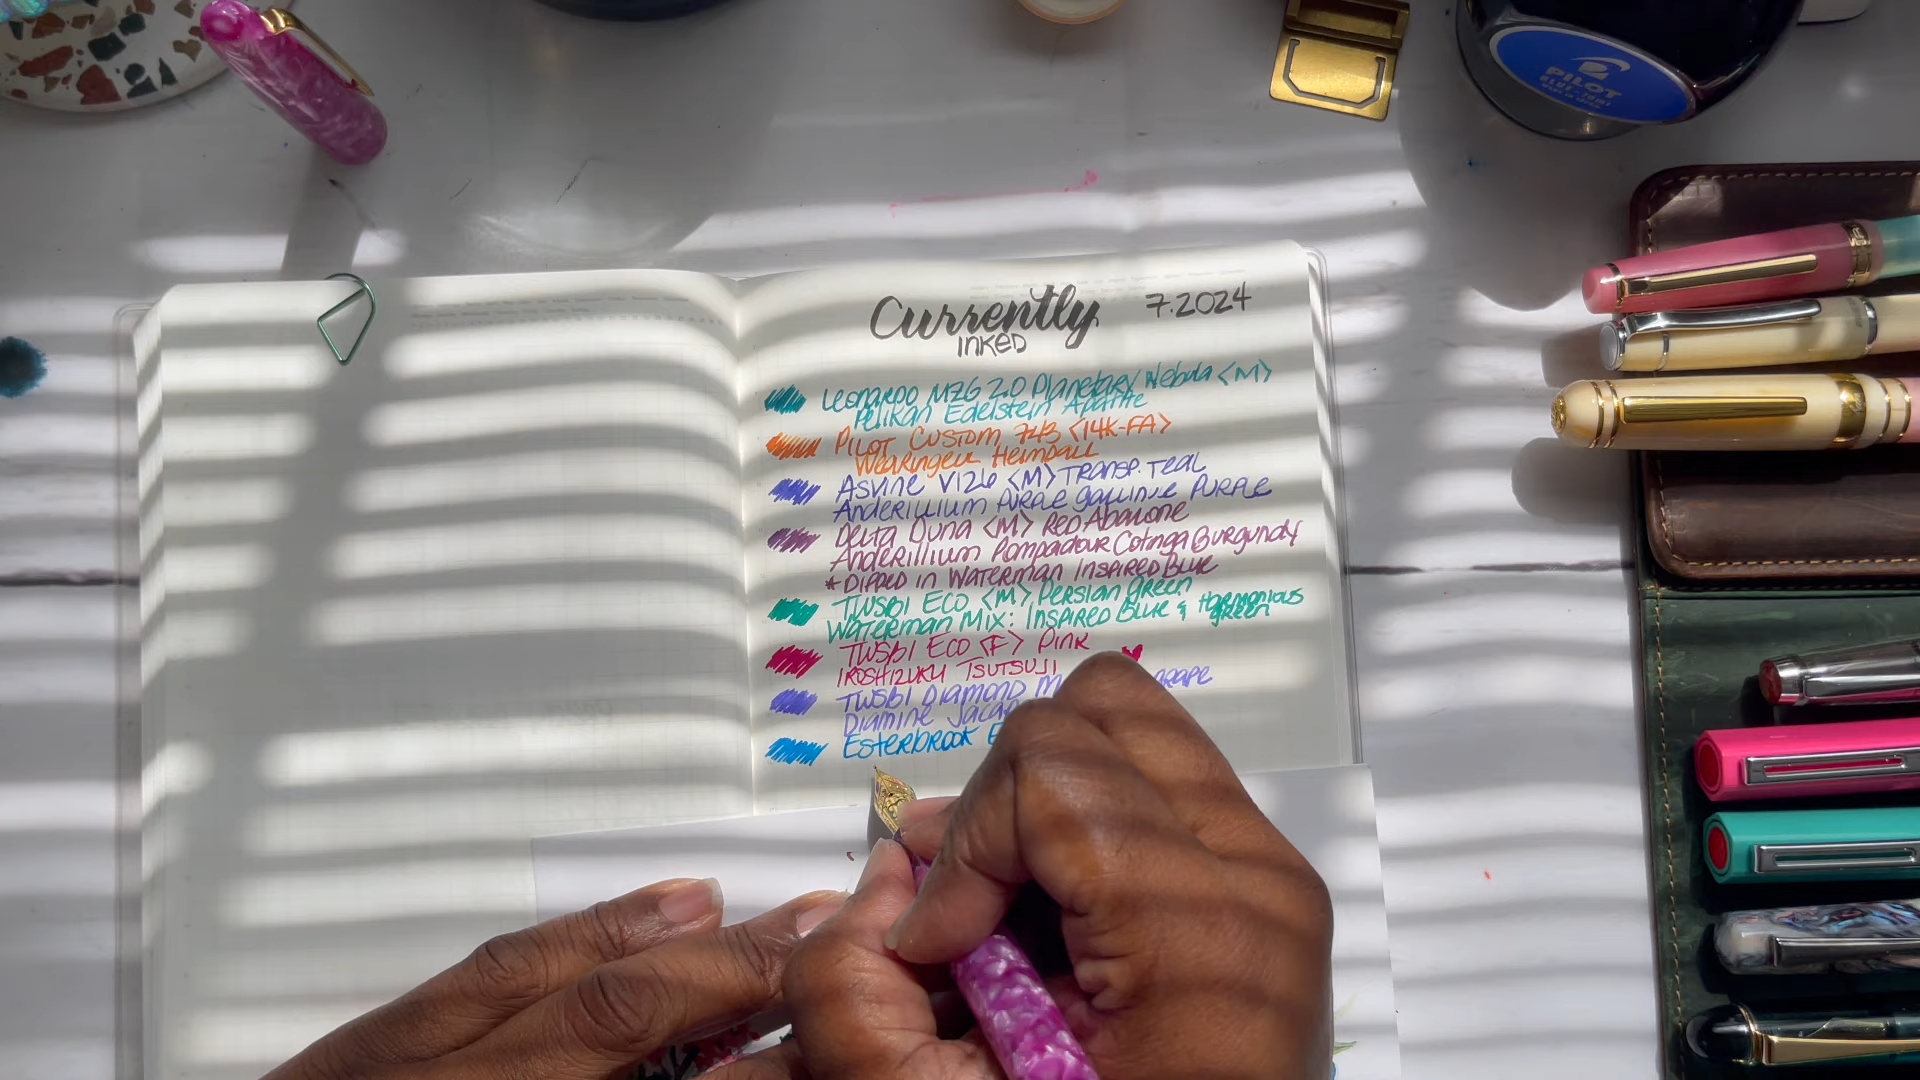 PILOT
Currently 7.2024
INKED
Leonardo MZG 2.0 Planetary Nebula <M>
Pelikan Edelstein Apatite
Pilot Custom 743 <14K-FA>
Wearingeul Heimdall
Asvine V126 <M> Transp. Teal
Anderillium Purple Gallinule Purple
Delta Duna <M> Red Abalone
Anderillium Pompadour Cotinga Burgundy
*Dipped in Waterman Inspired Blue
TWSBI ECO <M> Persian Green
Waterman Mix: Inspired Blue & Harmonious Green
TWSBI Eco <F> Pink
Iroshizuku Tsutsuji
TWSBI Diamond M Grape
Diamine
Esterbrook E